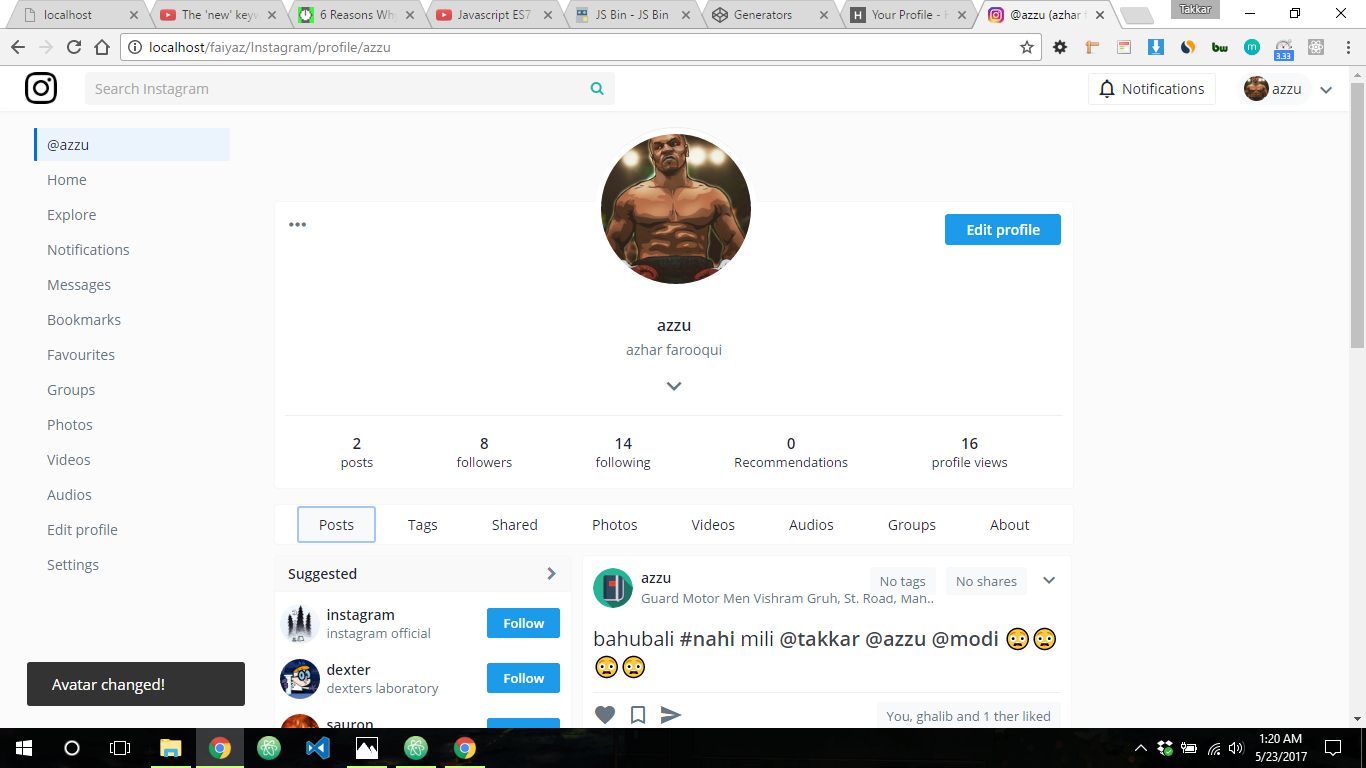 localhost
The 'new' keyw
6 Reasons Why
Javascript ES7
JS Bin - JS Bin
Generators
Your Profile - H
@azzu (azhar f
Takkar
localhost/faiyaz/Instagram/profile/azzu
bw
m
3.33
Search Instagram
Notifications
azzu
@azzu
Home
Explore
Notifications
Messages
Bookmarks
Favourites
Groups
Photos
Videos
Audios
Edit profile
Settings
Edit profile
azzu
azhar farooqui
2
posts
8
followers
14
following
0
Recommendations
16
profile views
Posts
Tags
Shared
Photos
Videos
Audios
Groups
About
Suggested
instagram
instagram official
Follow
dexter
dexters laboratory
Follow
sauron
azzu
Guard Motor Men Vishram Gruh, St. Road, Mah..
No tags
No shares
bahubali #nahi mili @takkar @azzu @modi 😳😳
😳😳
You, ghalib and 1 ther liked
Avatar changed!
1:20 AM
5/23/2017